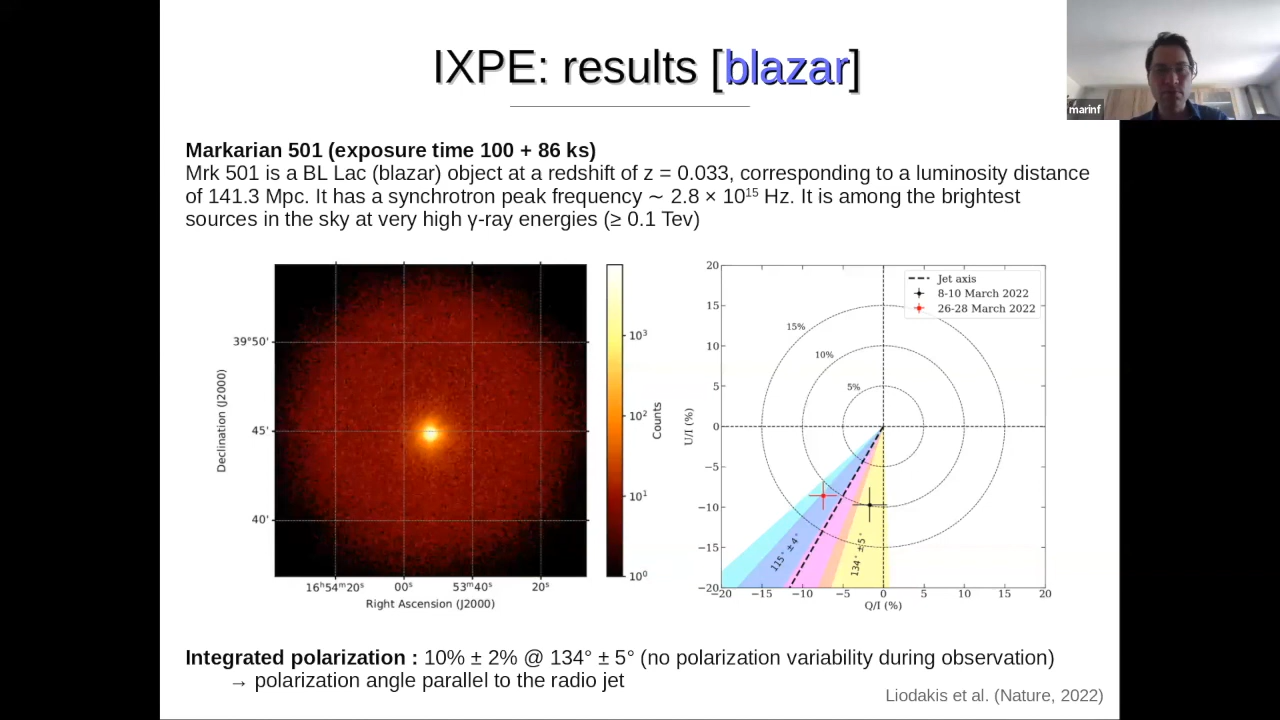 IXPE: results [blazar]
marinf
Markarian 501 (exposure time 100 + 86 ks)
Mrk 501 is a BL Lac (blazar) object at a redshift of z = 0.033, corresponding to a luminosity distance
of 141.3 Mpc. It has a synchrotron peak frequency ∼ 2.8 × 10¹⁵ Hz. It is among the brightest
sources in the sky at very high γ-ray energies (≥ 0.1 Tev)
39°50'
45'
40'
Declination (J2000)
16ʰ54ᵐ20ˢ 00ˢ 53ᵐ40ˢ 20ˢ
Right Ascension (J2000)
10³
10²
10¹
10⁰
Counts
20
15
10
5
0
−5
−10
−15
−20
U/I (%)
Jet axis
8-10 March 2022
26-28 March 2022
15%
10%
5%
115° ± 4°
134° ± 5°
−20 −15 −10 −5 0 5 10 15 20
Q/I (%)
Integrated polarization : 10% ± 2% @ 134° ± 5° (no polarization variability during observation)
→ polarization angle parallel to the radio jet
Liodakis et al. (Nature, 2022)